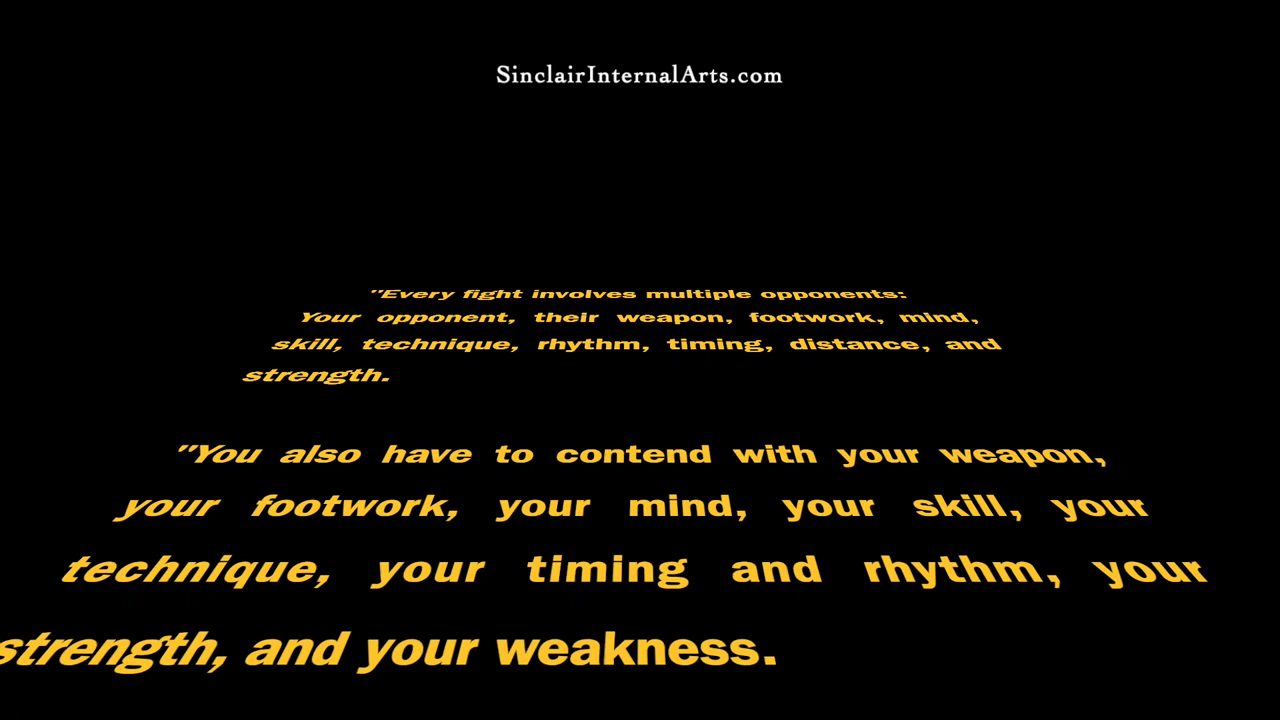 SinclairInternalArts.com
"Every fight involves multiple opponents:
Your opponent, their weapon, footwork, mind,
skill, technique, rhythm, timing, distance, and
strength.
"You also have to contend with your weapon,
your footwork, your mind, your skill, your
technique, your timing and rhythm, your
strength, and your weakness.